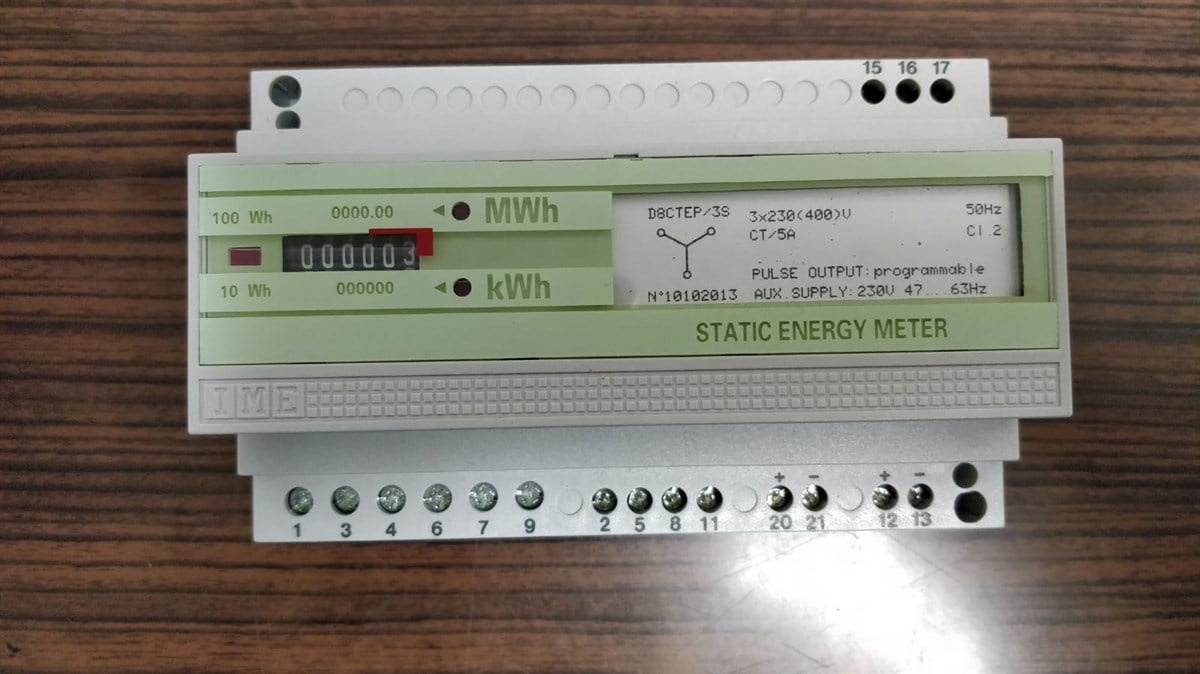 15 16 17
100 Wh 0000.00 MWh
000003
10 Wh 000000 kWh
D8CTEP/3S 3x230(400)V 50Hz
CT/5A Cl 2
PULSE OUTPUT: programmable
N°10102013 AUX.SUPPLY: 230V 47...63Hz
STATIC ENERGY METER
IME
+ - + -
1 3 4 6 7 9 2 5 8 11 20 21 12 13